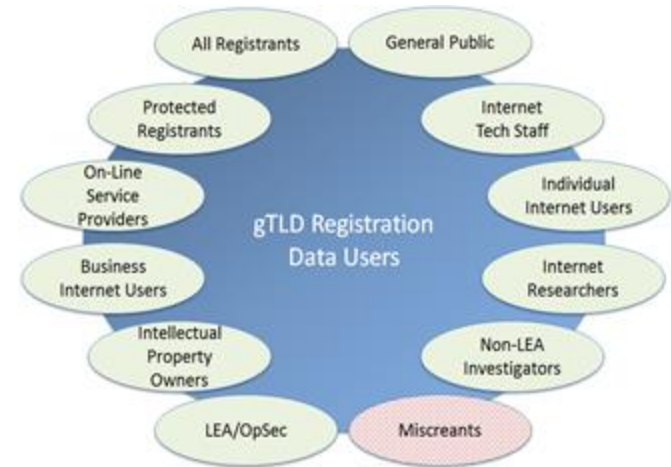 All Registrants
General Public
Protected
Registrants
Internet
Tech Staff
On-Line
Service
Providers
Individual
Internet Users
gTLD Registration
Data Users
Business
Internet Users
Internet
Researchers
Intellectual
Property
Owners
Non-LEA
Investigators
LEA/OpSec
Miscreants